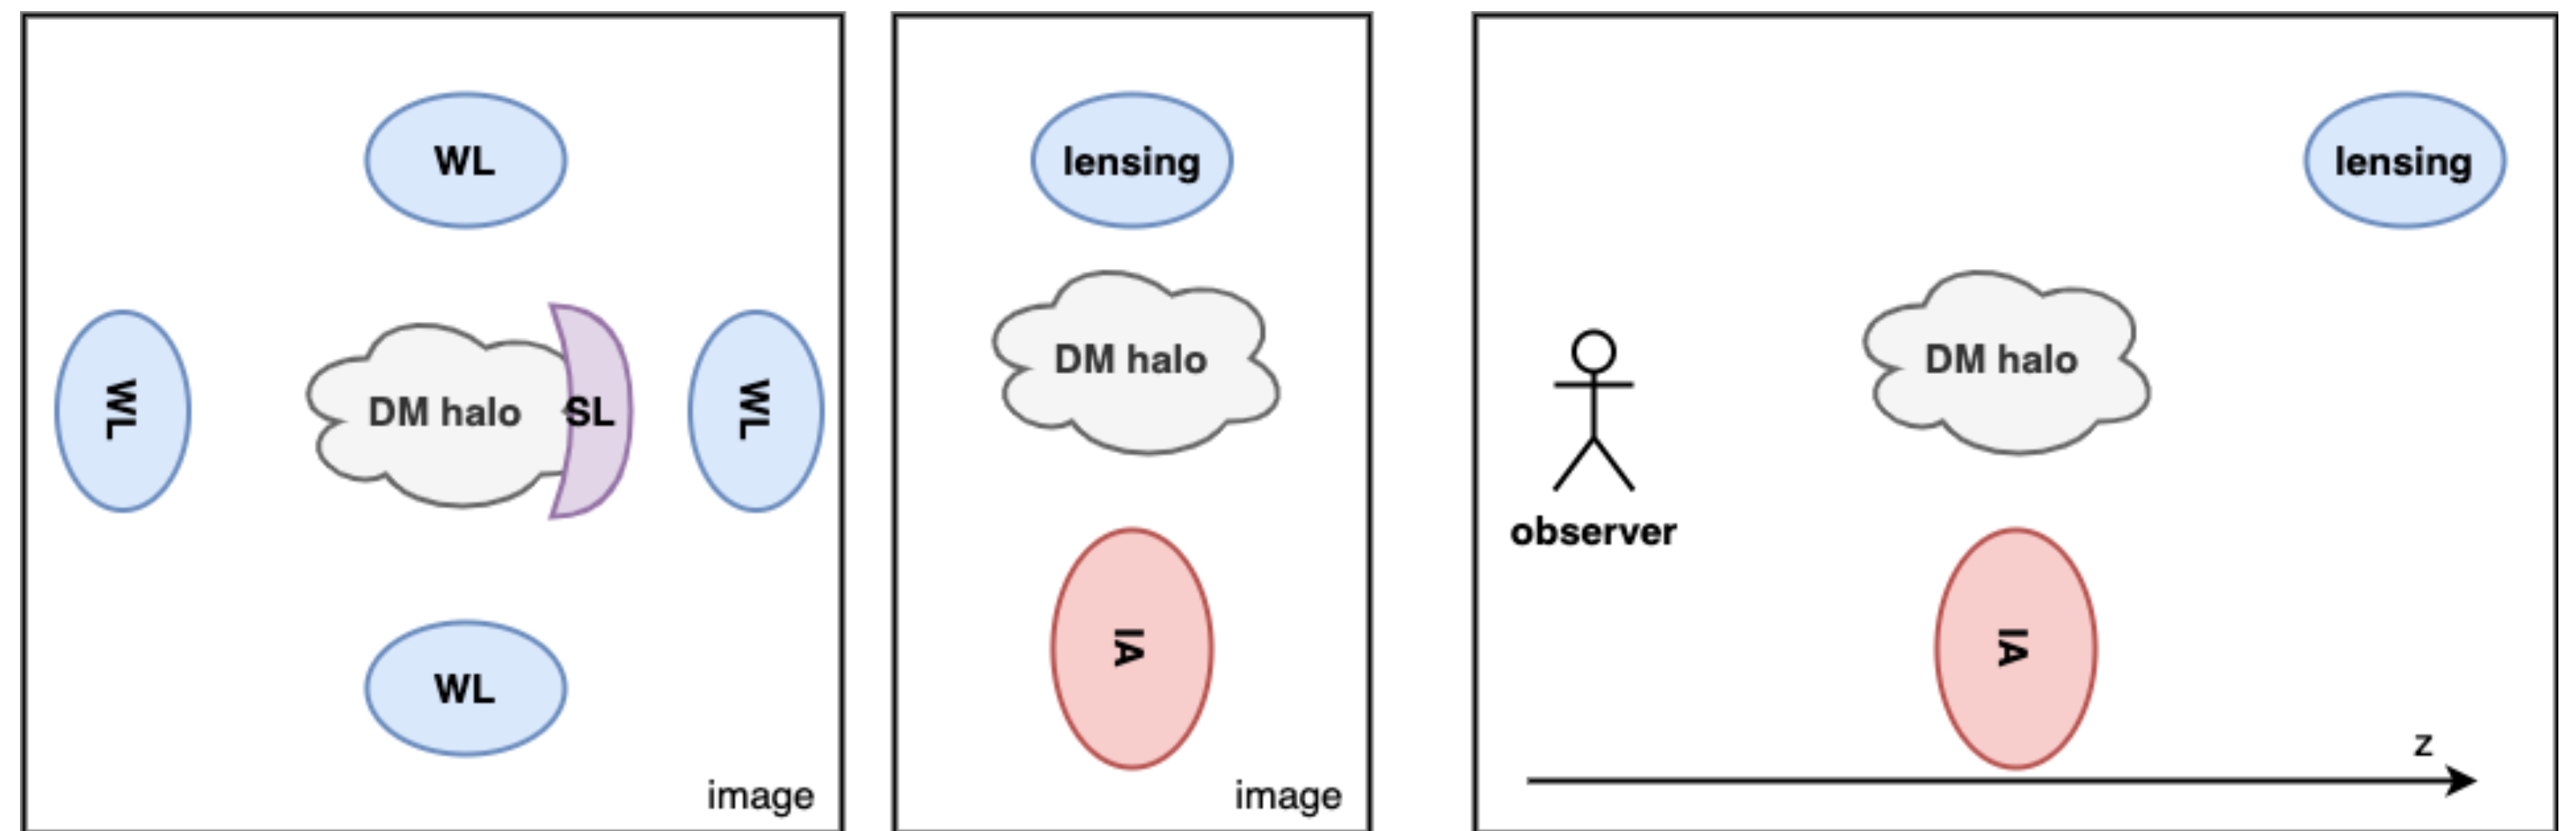 WL
WL
DM halo
SL
WL
WL
image
lensing
DM halo
IA
image
lensing
DM halo
observer
IA
z